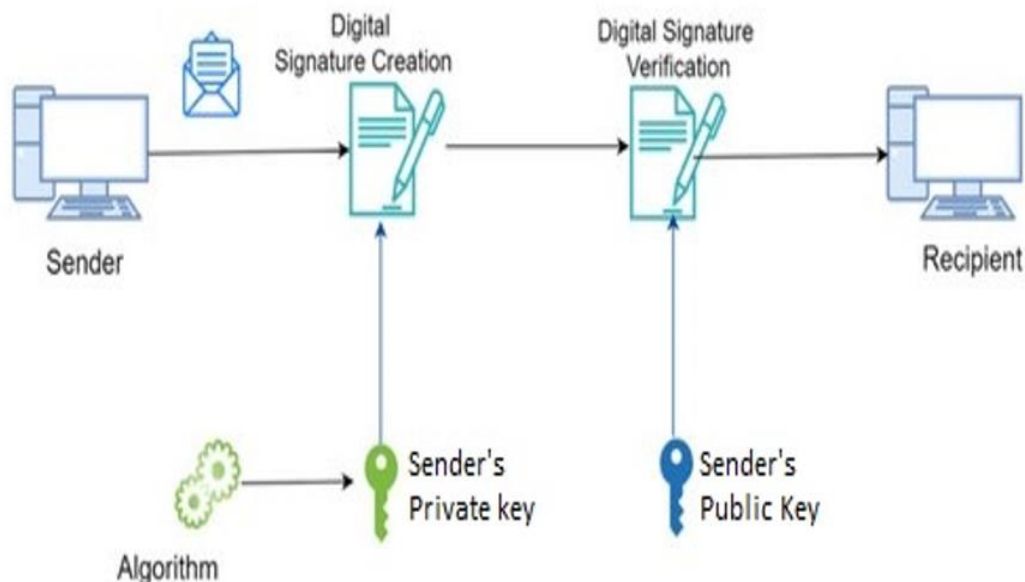 Digital
Signature Creation
Digital Signature
Verification
Sender
Recipient
Sender's
Private key
Sender's
Public Key
Algorithm